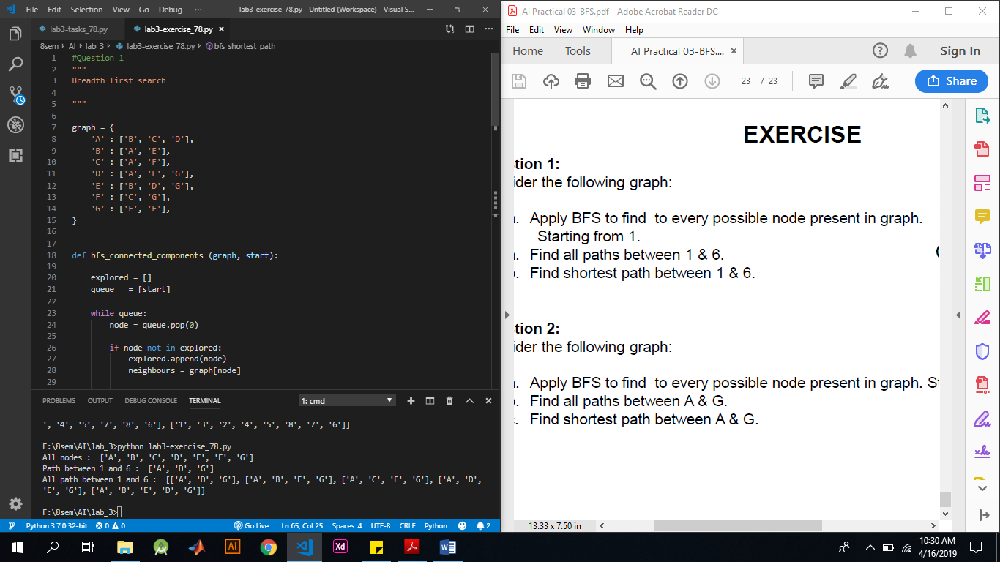 File Edit Selection View Go Debug ··· lab3-exercise_78.py - Untitled (Workspace) - Visual S...
lab3-tasks_78.py lab3-exercise_78.py ×
8sem › AI › lab_3 › lab3-exercise_78.py › bfs_shortest_path
1 #Question 1
2 """
3 Breadth first search
4
5 """
6
7 graph = {
8 'A' : ['B', 'C', 'D'],
9 'B' : ['A', 'E'],
10 'C' : ['A', 'F'],
11 'D' : ['A', 'E', 'G'],
12 'E' : ['B', 'D', 'G'],
13 'F' : ['C', 'G'],
14 'G' : ['F', 'E'],
15 }
16
17
18 def bfs_connected_components (graph, start):
19
20 explored = []
21 queue = [start]
22
23 while queue:
24 node = queue.pop(0)
25
26 if node not in explored:
27 explored.append(node)
28 neighbours = graph[node]
29
PROBLEMS OUTPUT DEBUG CONSOLE TERMINAL 1: cmd
', '4', '5', '7', '8', '6'], ['1', '3', '2', '4', '5', '8', '7', '6']]
F:\8sem\AI\lab_3>python lab3-exercise_78.py
All nodes : ['A', 'B', 'C', 'D', 'E', 'F', 'G']
Path between 1 and 6 : ['A', 'D', 'G']
All path between 1 and 6 : [['A', 'D', 'G'], ['A', 'B', 'E', 'G'], ['A', 'C', 'F', 'G'], ['A', 'D',
'E', 'G'], ['A', 'B', 'E', 'D', 'G']]
F:\8sem\AI\lab_3>
Python 3.7.0 32-bit 0 0 Go Live Ln 65, Col 25 Spaces: 4 UTF-8 CRLF Python 2
AI Practical 03-BFS.pdf - Adobe Acrobat Reader DC
File Edit View Window Help
Home Tools AI Practical 03-BFS.... × Sign In
23 / 23 Share
EXERCISE
tion 1:
ider the following graph:
Apply BFS to find to every possible node present in graph.
Starting from 1.
Find all paths between 1 & 6.
Find shortest path between 1 & 6.
tion 2:
ider the following graph:
Apply BFS to find to every possible node present in graph. St
Find all paths between A & G.
Find shortest path between A & G.
13.33 x 7.50 in
Ai Xd W
10:30 AM
4/16/2019